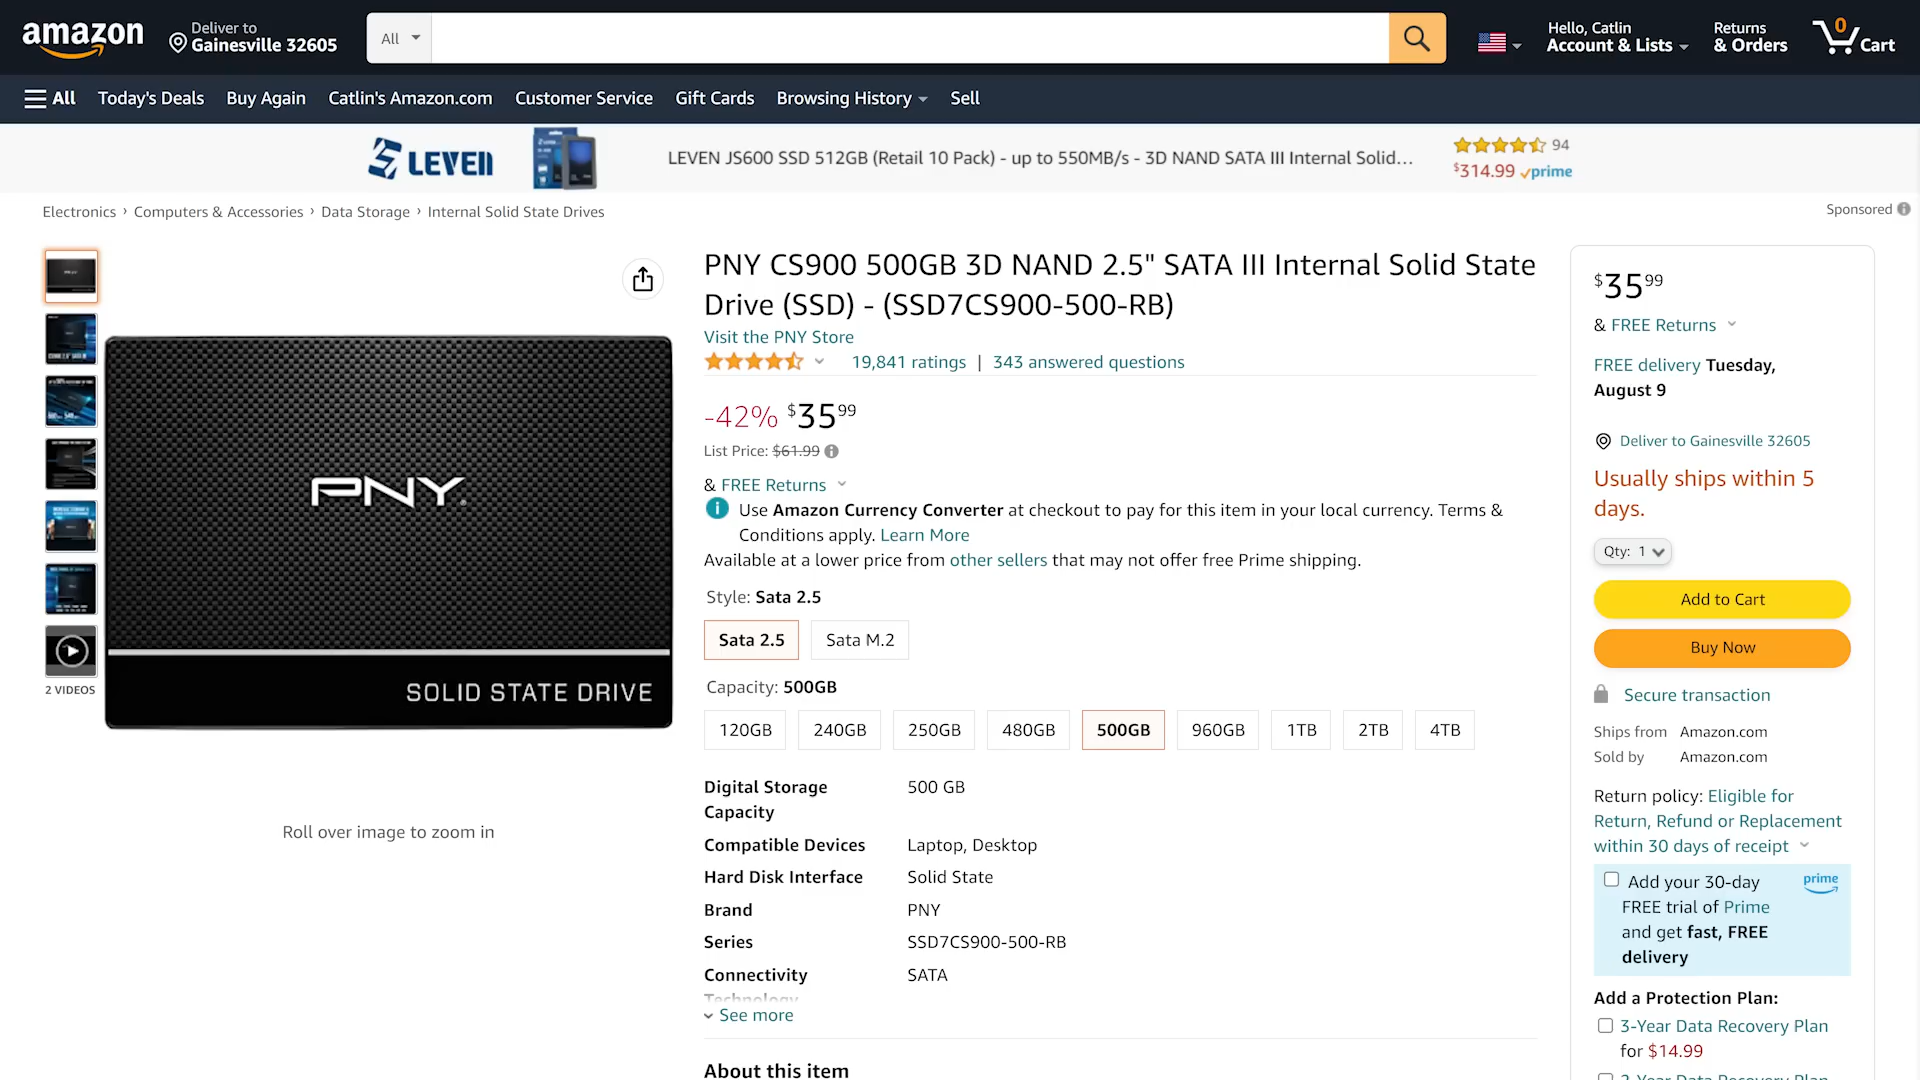 amazon
Deliver to
Gainesville 32605
All
Hello, Catlin
Account & Lists
Returns
& Orders
0
Cart
All
Today's Deals
Buy Again
Catlin's Amazon.com
Customer Service
Gift Cards
Browsing History
Sell
LEVEN
LEVEN JS600 SSD 512GB (Retail 10 Pack) - up to 550MB/s - 3D NAND SATA III Internal Solid...
94
$314.99 prime
Electronics › Computers & Accessories › Data Storage › Internal Solid State Drives
Sponsored
2 VIDEOS
PNY
SOLID STATE DRIVE
Roll over image to zoom in
PNY CS900 500GB 3D NAND 2.5" SATA III Internal Solid State
Drive (SSD) - (SSD7CS900-500-RB)
Visit the PNY Store
19,841 ratings | 343 answered questions
-42% $35 99
List Price: $61.99
& FREE Returns
Use Amazon Currency Converter at checkout to pay for this item in your local currency. Terms &
Conditions apply. Learn More
Available at a lower price from other sellers that may not offer free Prime shipping.
Style: Sata 2.5
Sata 2.5
Sata M.2
Capacity: 500GB
120GB
240GB
250GB
480GB
500GB
960GB
1TB
2TB
4TB
Digital Storage
Capacity
500 GB
Compatible Devices
Laptop, Desktop
Hard Disk Interface
Solid State
Brand
PNY
Series
SSD7CS900-500-RB
Connectivity
Technology
SATA
See more
About this item
$35 99
& FREE Returns
FREE delivery Tuesday,
August 9
Deliver to Gainesville 32605
Usually ships within 5
days.
Qty: 1
Add to Cart
Buy Now
Secure transaction
Ships from Amazon.com
Sold by Amazon.com
Return policy: Eligible for
Return, Refund or Replacement
within 30 days of receipt
Add your 30-day
FREE trial of Prime
and get fast, FREE
delivery
prime
Add a Protection Plan:
3-Year Data Recovery Plan
for $14.99